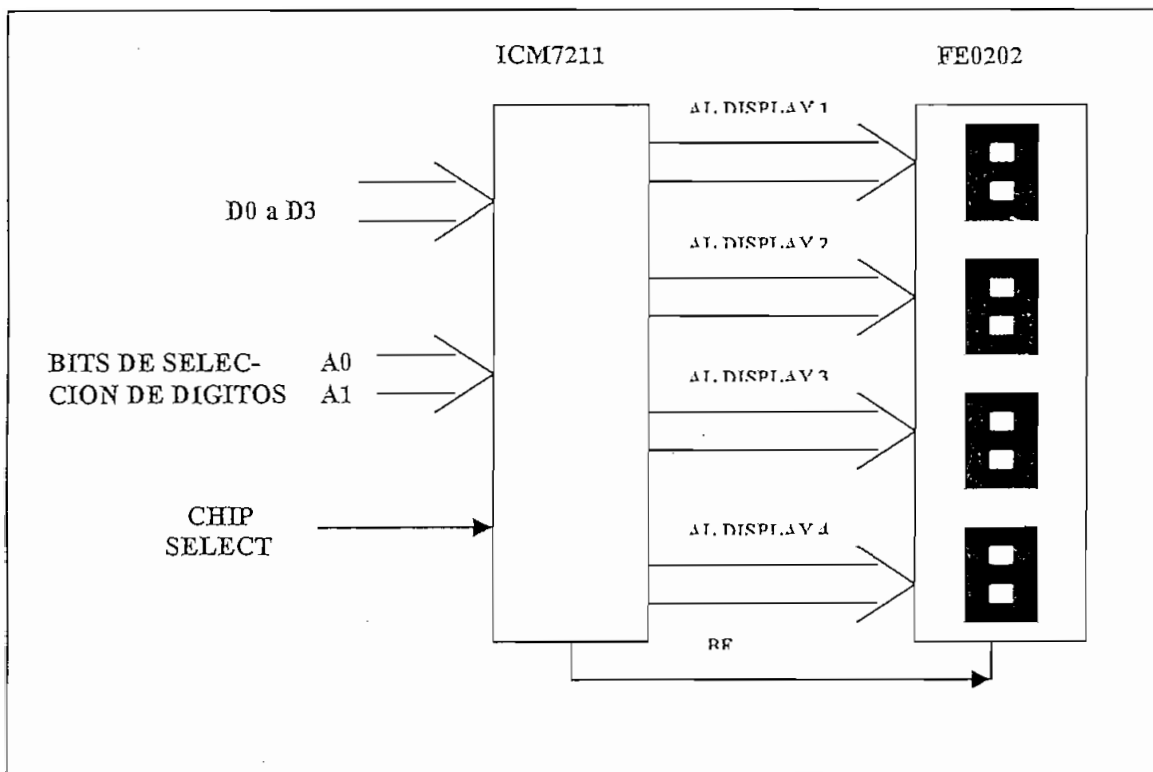 ICM7211
FE0202
AL DISPLAY 1
D0 a D3
AL DISPLAY 2
BITS DE SELEC- A0
CION DE DIGITOS A1
AL DISPLAY 3
CHIP
SELECT
AL DISPLAY 4